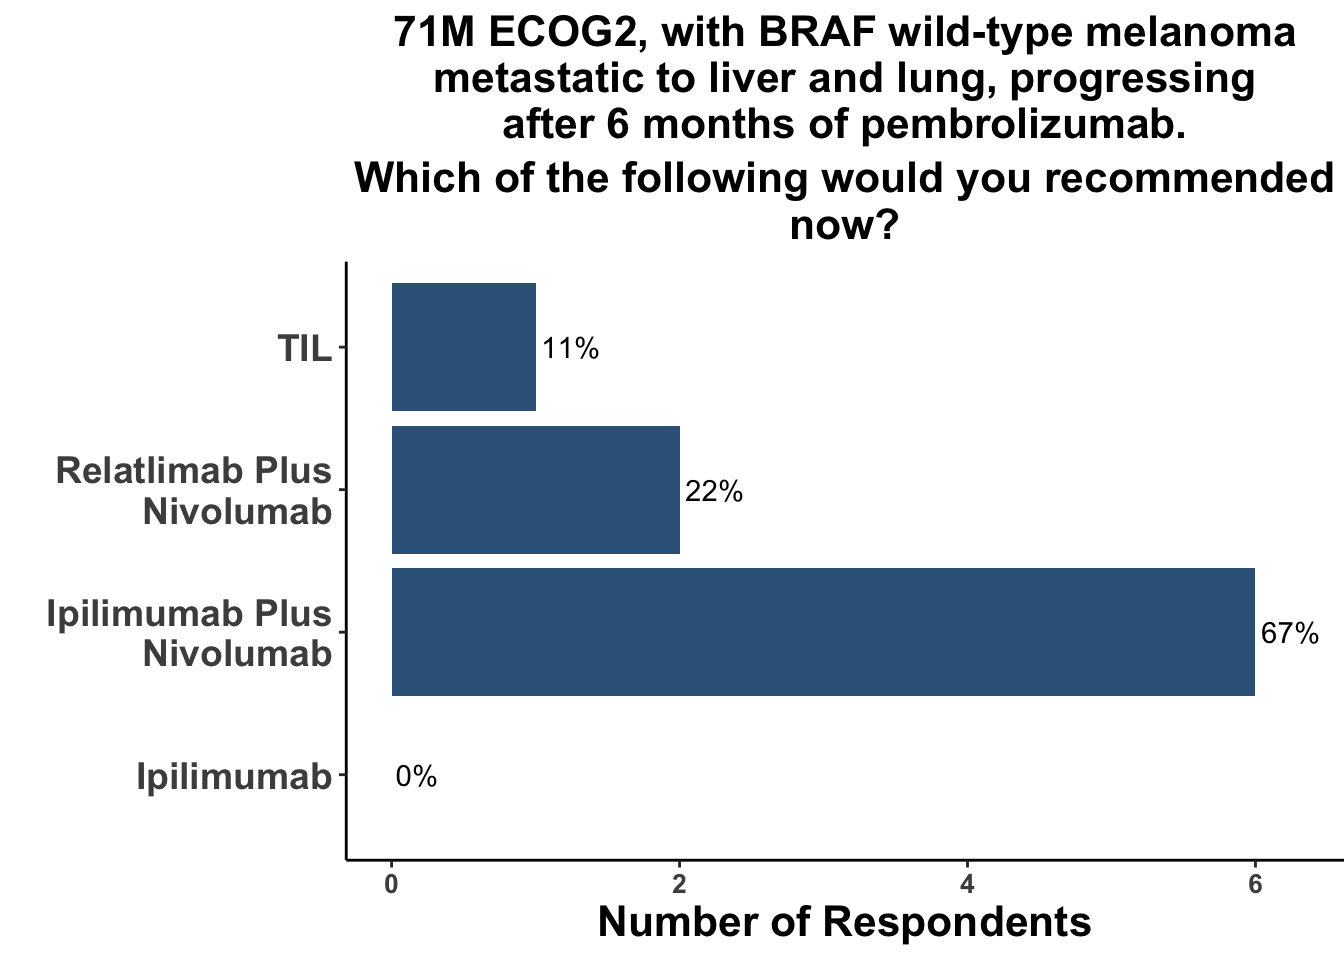 71M ECOG2, with BRAF wild-type melanoma
metastatic to liver and lung, progressing
after 6 months of pembrolizumab.
Which of the following would you recommended
now?
TIL
11%
Relatlimab Plus
Nivolumab
22%
Ipilimumab Plus
Nivolumab
67%
Ipilimumab
0%
0 2 4 6
Number of Respondents